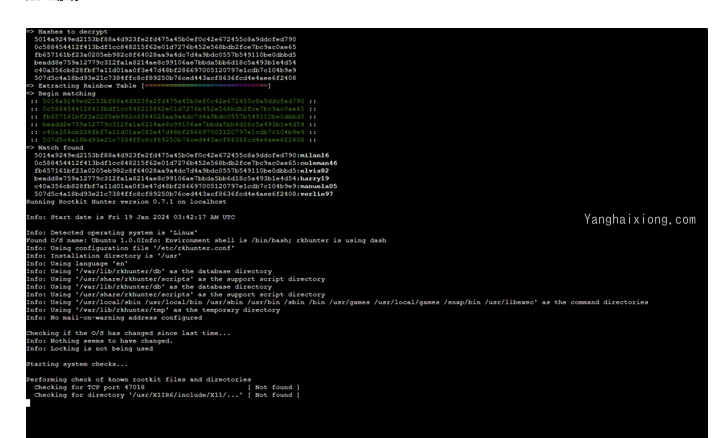 => Hashes to decrypt
5014a9249ed2153bf88a4d923fe2fd475a45b0ef0c42e672455c8a9ddcfed790
0c588454412f413bdf1cc848215f62e01d7276b452e568bdb2fce7bc9ac0ae65
fb657161bf23a0205eb982c8f64028aa9a4dc7d4a9bdc0557b549110be0dbbd5
beadd8e759a12779c312fa1a8214ae8c99106ae7bbda5bb6d18c5a493b1e4d54
c40a356cb828fbf7a11d01aa0f3e47d48bf286697005120797e1cdb7c104b9e9
507d5c4a18bd93e21c7384ffc8cf89250b76ced443acf8636fcd4e4aee6f2408
=> Extracting Rainbow Table [==============================]
=> Begin matching
:: 5014a9249ed2153bf88a4d923fe2fd475a45b0ef0c42e672455c8a9ddcfed790 ::
:: 0c588454412f413bdf1cc848215f62e01d7276b452e568bdb2fce7bc9ac0ae65 ::
:: fb657161bf23a0205eb982c8f64028aa9a4dc7d4a9bdc0557b549110be0dbbd5 ::
:: beadd8e759a12779c312fa1a8214ae8c99106ae7bbda5bb6d18c5a493b1e4d54 ::
:: c40a356cb828fbf7a11d01aa0f3e47d48bf286697005120797e1cdb7c104b9e9 ::
:: 507d5c4a18bd93e21c7384ffc8cf89250b76ced443acf8636fcd4e4aee6f2408 ::
=> Match found
5014a9249ed2153bf88a4d923fe2fd475a45b0ef0c42e672455c8a9ddcfed790:milan16
0c588454412f413bdf1cc848215f62e01d7276b452e568bdb2fce7bc9ac0ae65:coleman46
fb657161bf23a0205eb982c8f64028aa9a4dc7d4a9bdc0557b549110be0dbbd5:elvis82
beadd8e759a12779c312fa1a8214ae8c99106ae7bbda5bb6d18c5a493b1e4d54:harry19
c40a356cb828fbf7a11d01aa0f3e47d48bf286697005120797e1cdb7c104b9e9:manuela05
507d5c4a18bd93e21c7384ffc8cf89250b76ced443acf8636fcd4e4aee6f2408:verlie97
Running Rootkit Hunter version 0.7.1 on localhost
Info: Start date is Fri 19 Jan 2024 03:42:17 AM UTC
Yanghaixiong.com
Info: Detected operating system is 'Linux'
Found O/S name: Ubuntu 1.0.0Info: Environment shell is /bin/bash; rkhunter is using dash
Info: Using configuration file '/etc/rkhunter.conf'
Info: Installation directory is '/usr'
Info: Using language 'en'
Info: Using '/var/lib/rkhunter/db' as the database directory
Info: Using '/usr/share/rkhunter/scripts' as the support script directory
Info: Using '/var/lib/rkhunter/db' as the database directory
Info: Using '/usr/share/rkhunter/scripts' as the support script directory
Info: Using '/usr/local/sbin /usr/local/bin /usr/sbin /usr/bin /sbin /bin /usr/games /usr/local/games /snap/bin /usr/libexec' as the command directories
Info: Using '/var/lib/rkhunter/tmp' as the temporary directory
Info: No mail-on-warning address configured
Checking if the O/S has changed since last time...
Info: Nothing seems to have changed.
Info: Locking is not being used
Starting system checks...
Performing check of known rootkit files and directories
Checking for TCP port 47018 [ Not found ]
Checking for directory '/usr/X11R6/include/X11/...' [ Not found ]